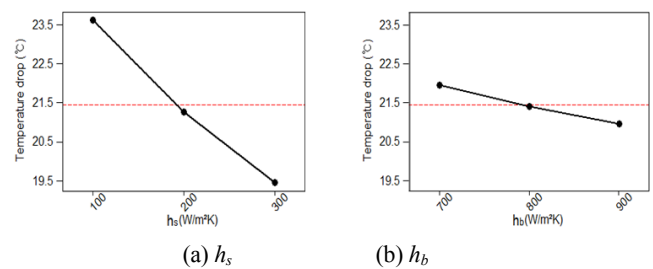 23.5
22.5
21.5
20.5
19.5
Temperature drop (℃)
100
200
300
hs(W/m²K)
(a) hs
23.5
22.5
21.5
20.5
19.5
Temperature drop (℃)
700
800
900
hb(W/m²K)
(b) hb